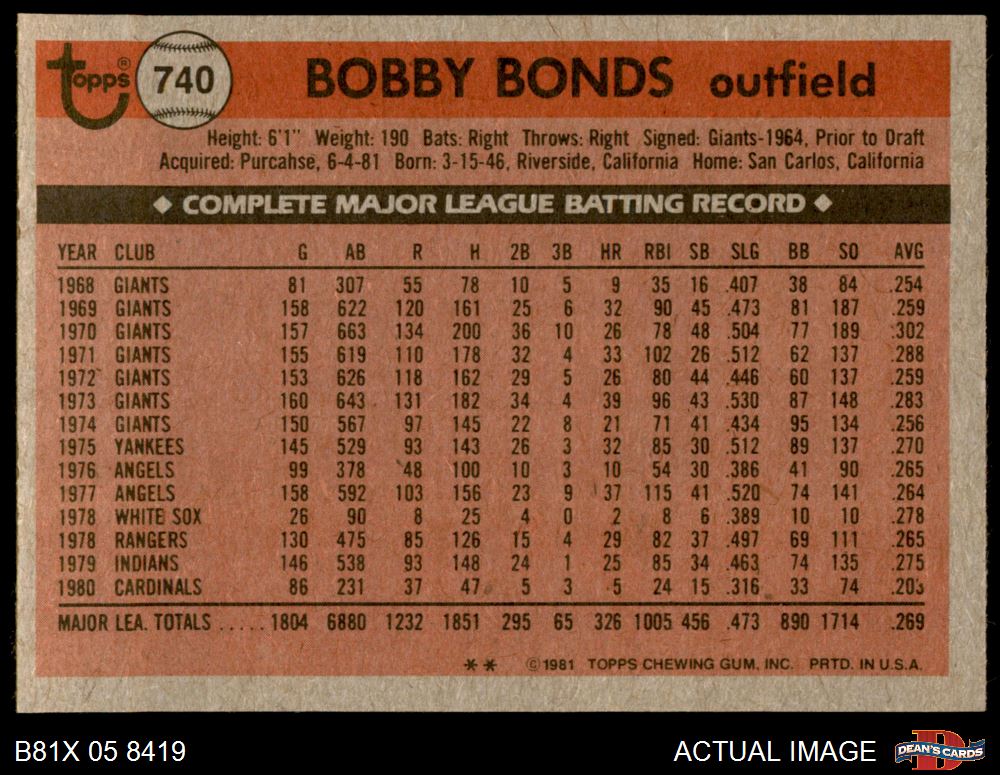 topps® 740 BOBBY BONDS outfield
Height: 6'1" Weight: 190 Bats: Right Throws: Right Signed: Giants-1964, Prior to Draft
Acquired: Purcahse, 6-4-81 Born: 3-15-46, Riverside, California Home: San Carlos, California
◆ COMPLETE MAJOR LEAGUE BATTING RECORD ◆
YEAR CLUB G AB R H 2B 3B HR RBI SB SLG BB SO AVG
1968 GIANTS 81 307 55 78 10 5 9 35 16 .407 38 84 .254
1969 GIANTS 158 622 120 161 25 6 32 90 45 .473 81 187 .259
1970 GIANTS 157 663 134 200 36 10 26 78 48 .504 77 189 .302
1971 GIANTS 155 619 110 178 32 4 33 102 26 .512 62 137 .288
1972 GIANTS 153 626 118 162 29 5 26 80 44 .446 60 137 .259
1973 GIANTS 160 643 131 182 34 4 39 96 43 .530 87 148 .283
1974 GIANTS 150 567 97 145 22 8 21 71 41 .434 95 134 .256
1975 YANKEES 145 529 93 143 26 3 32 85 30 .512 89 137 .270
1976 ANGELS 99 378 48 100 10 3 10 54 30 .386 41 90 .265
1977 ANGELS 158 592 103 156 23 9 37 115 41 .520 74 141 .264
1978 WHITE SOX 26 90 8 25 4 0 2 8 6 .389 10 10 .278
1978 RANGERS 130 475 85 126 15 4 29 82 37 .497 69 111 .265
1979 INDIANS 146 538 93 148 24 1 25 85 34 .463 74 135 .275
1980 CARDINALS 86 231 37 47 5 3 5 24 15 .316 33 74 .203
MAJOR LEA. TOTALS ..... 1804 6880 1232 1851 295 65 326 1005 456 .473 890 1714 .269
** ©1981 TOPPS CHEWING GUM, INC. PRTD. IN U.S.A.
B81X 05 8419 ACTUAL IMAGE DEAN'S CARDS